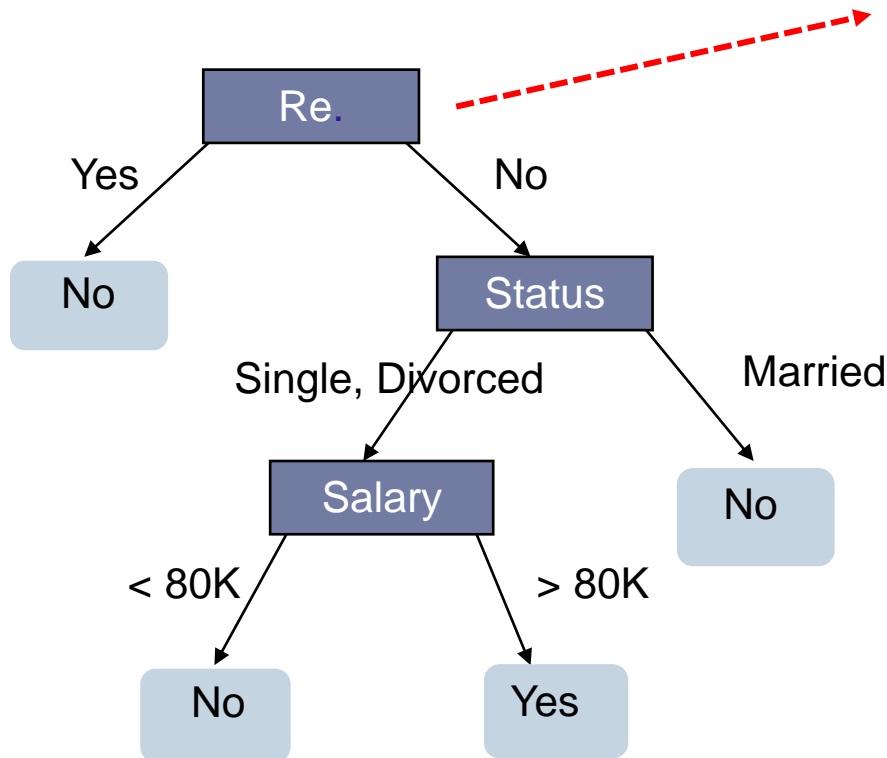 Re.
Yes
No
No
Status
Single, Divorced
Married
Salary
No
< 80K
> 80K
No
Yes